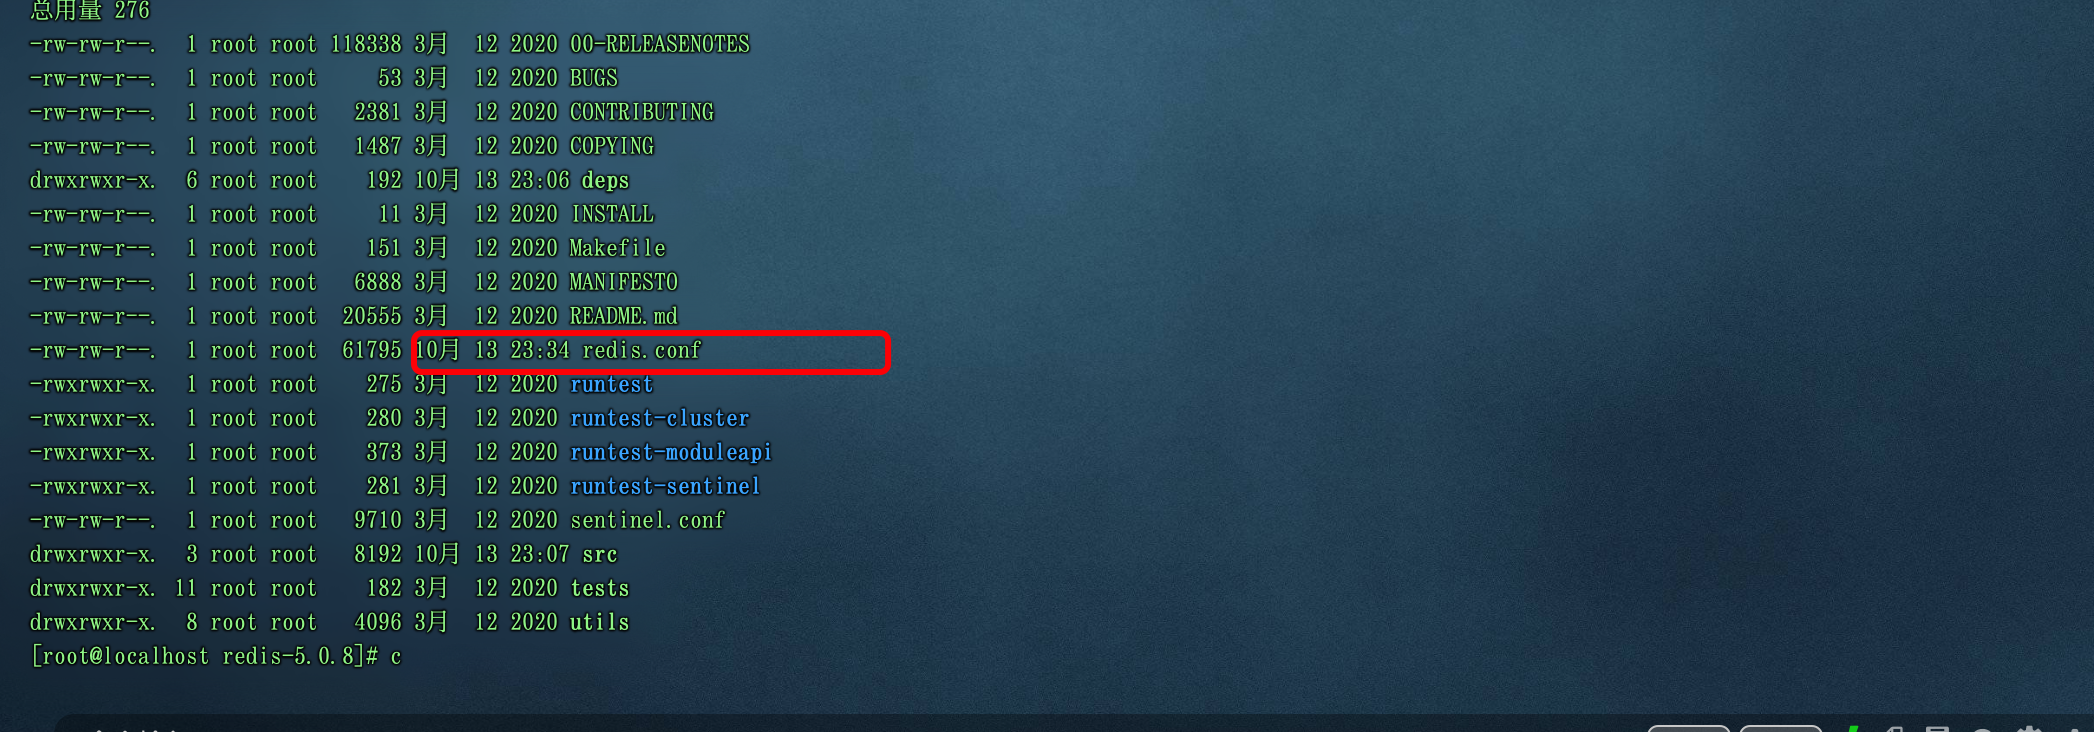 总用量 276
-rw-rw-r--.  1 root root 118338 3月  12 2020 00-RELEASENOTES
-rw-rw-r--.  1 root root     53 3月  12 2020 BUGS
-rw-rw-r--.  1 root root   2381 3月  12 2020 CONTRIBUTING
-rw-rw-r--.  1 root root   1487 3月  12 2020 COPYING
drwxrwxr-x.  6 root root    192 10月 13 23:06 deps
-rw-rw-r--.  1 root root     11 3月  12 2020 INSTALL
-rw-rw-r--.  1 root root    151 3月  12 2020 Makefile
-rw-rw-r--.  1 root root   6888 3月  12 2020 MANIFESTO
-rw-rw-r--.  1 root root  20555 3月  12 2020 README.md
-rw-rw-r--.  1 root root  61795 10月 13 23:34 redis.conf
-rwxrwxr-x.  1 root root    275 3月  12 2020 runtest
-rwxrwxr-x.  1 root root    280 3月  12 2020 runtest-cluster
-rwxrwxr-x.  1 root root    373 3月  12 2020 runtest-moduleapi
-rwxrwxr-x.  1 root root    281 3月  12 2020 runtest-sentinel
-rw-rw-r--.  1 root root   9710 3月  12 2020 sentinel.conf
drwxrwxr-x.  3 root root   8192 10月 13 23:07 src
drwxrwxr-x. 11 root root    182 3月  12 2020 tests
drwxrwxr-x.  8 root root   4096 3月  12 2020 utils
[root@localhost redis-5.0.8]# c